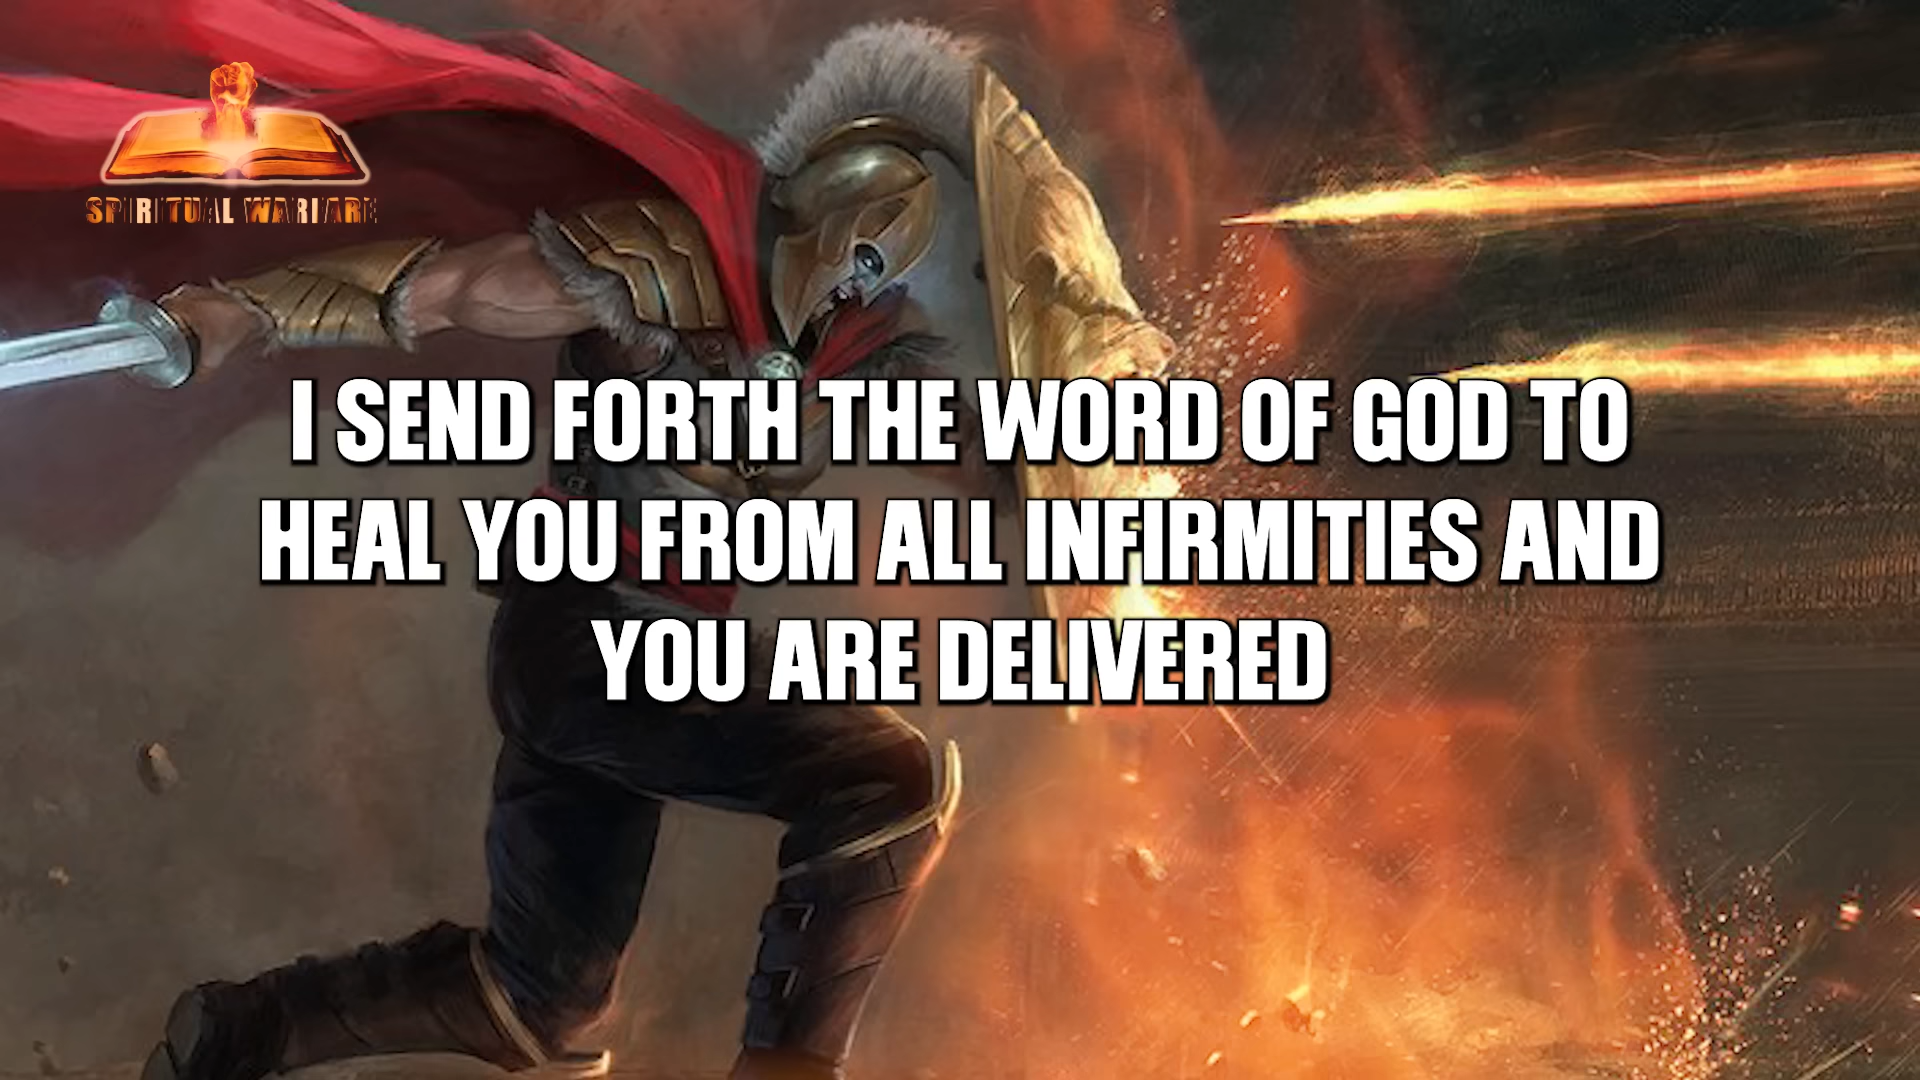 SPIRITUAL WARFARE
I SEND FORTH THE WORD OF GOD TO
HEAL YOU FROM ALL INFIRMITIES AND
YOU ARE DELIVERED